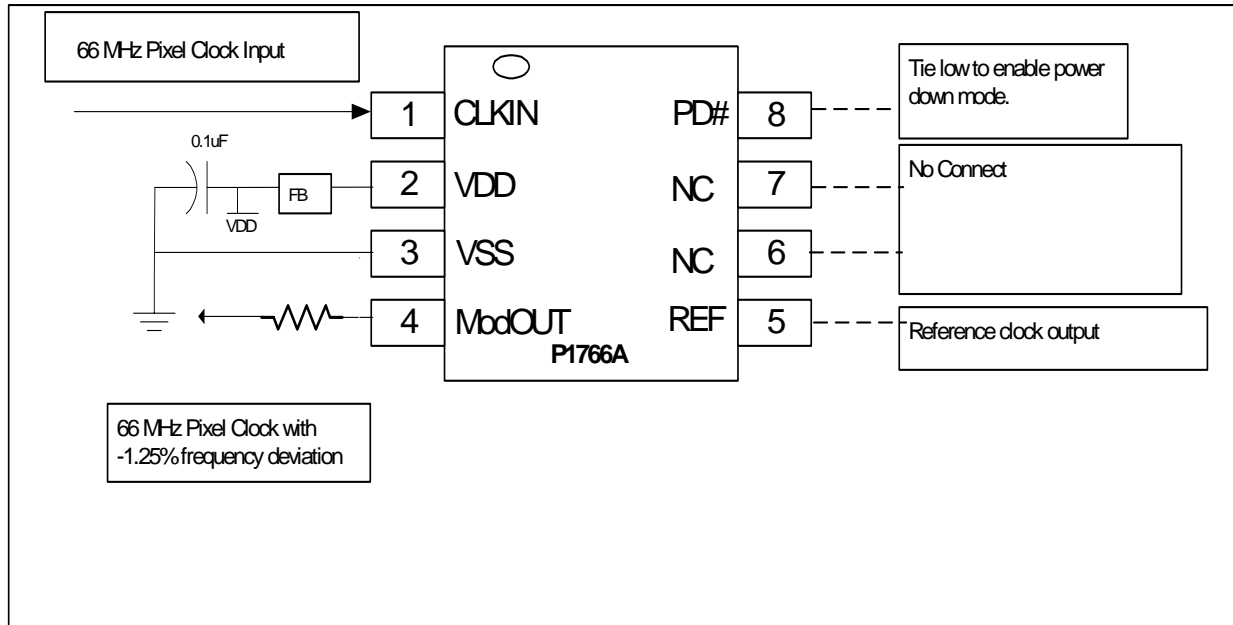 66 MHz Pixel Clock Input
Tie low to enable power
down mode.
1 CLKIN
PD# 8
0.1uF
No Connect
2 VDD
NC 7
FB
VDD
3 VSS
NC 6
4 ModOUT
REF 5
Reference clock output
P1766A
66 MHz Pixel Clock with
-1.25% frequency deviation